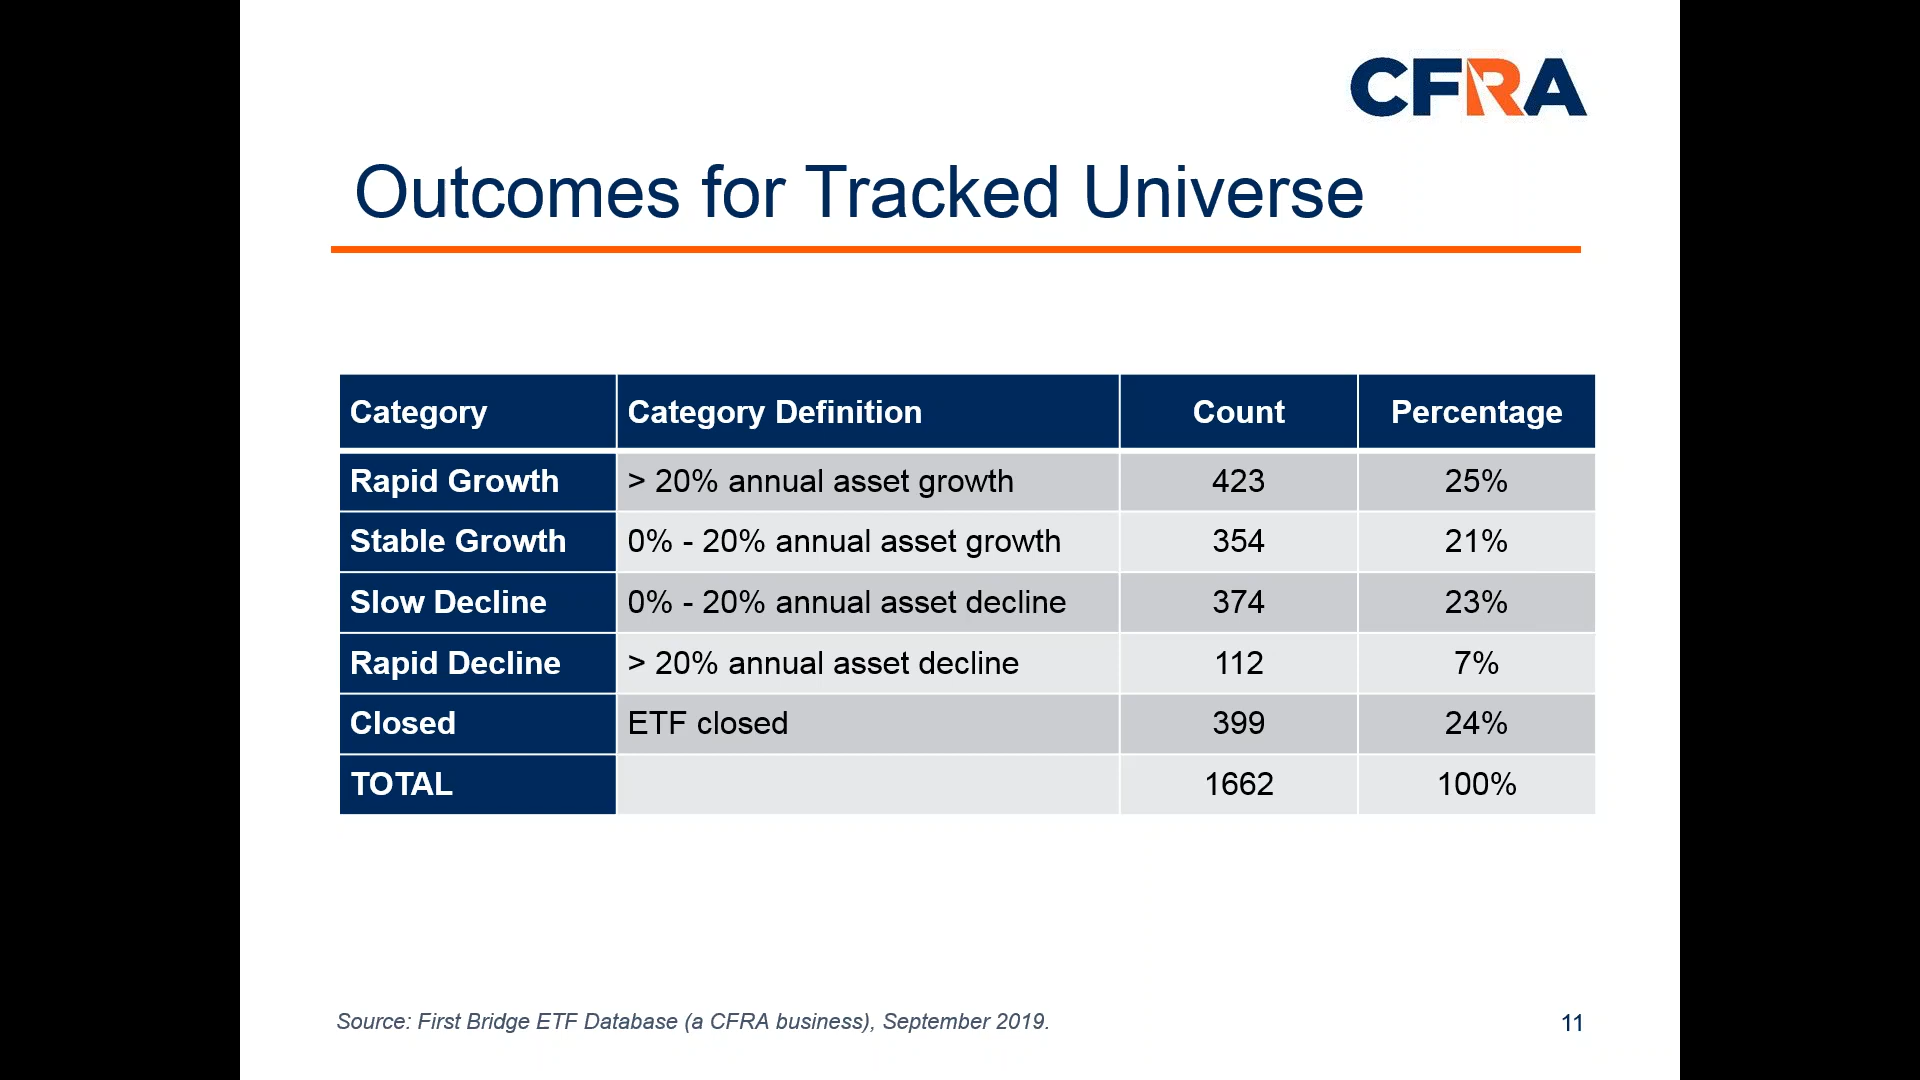 CFRA
Outcomes for Tracked Universe
Category Category Definition Count Percentage
Rapid Growth > 20% annual asset growth 423 25%
Stable Growth 0% - 20% annual asset growth 354 21%
Slow Decline 0% - 20% annual asset decline 374 23%
Rapid Decline > 20% annual asset decline 112 7%
Closed ETF closed 399 24%
TOTAL 1662 100%
Source: First Bridge ETF Database (a CFRA business), September 2019.
11